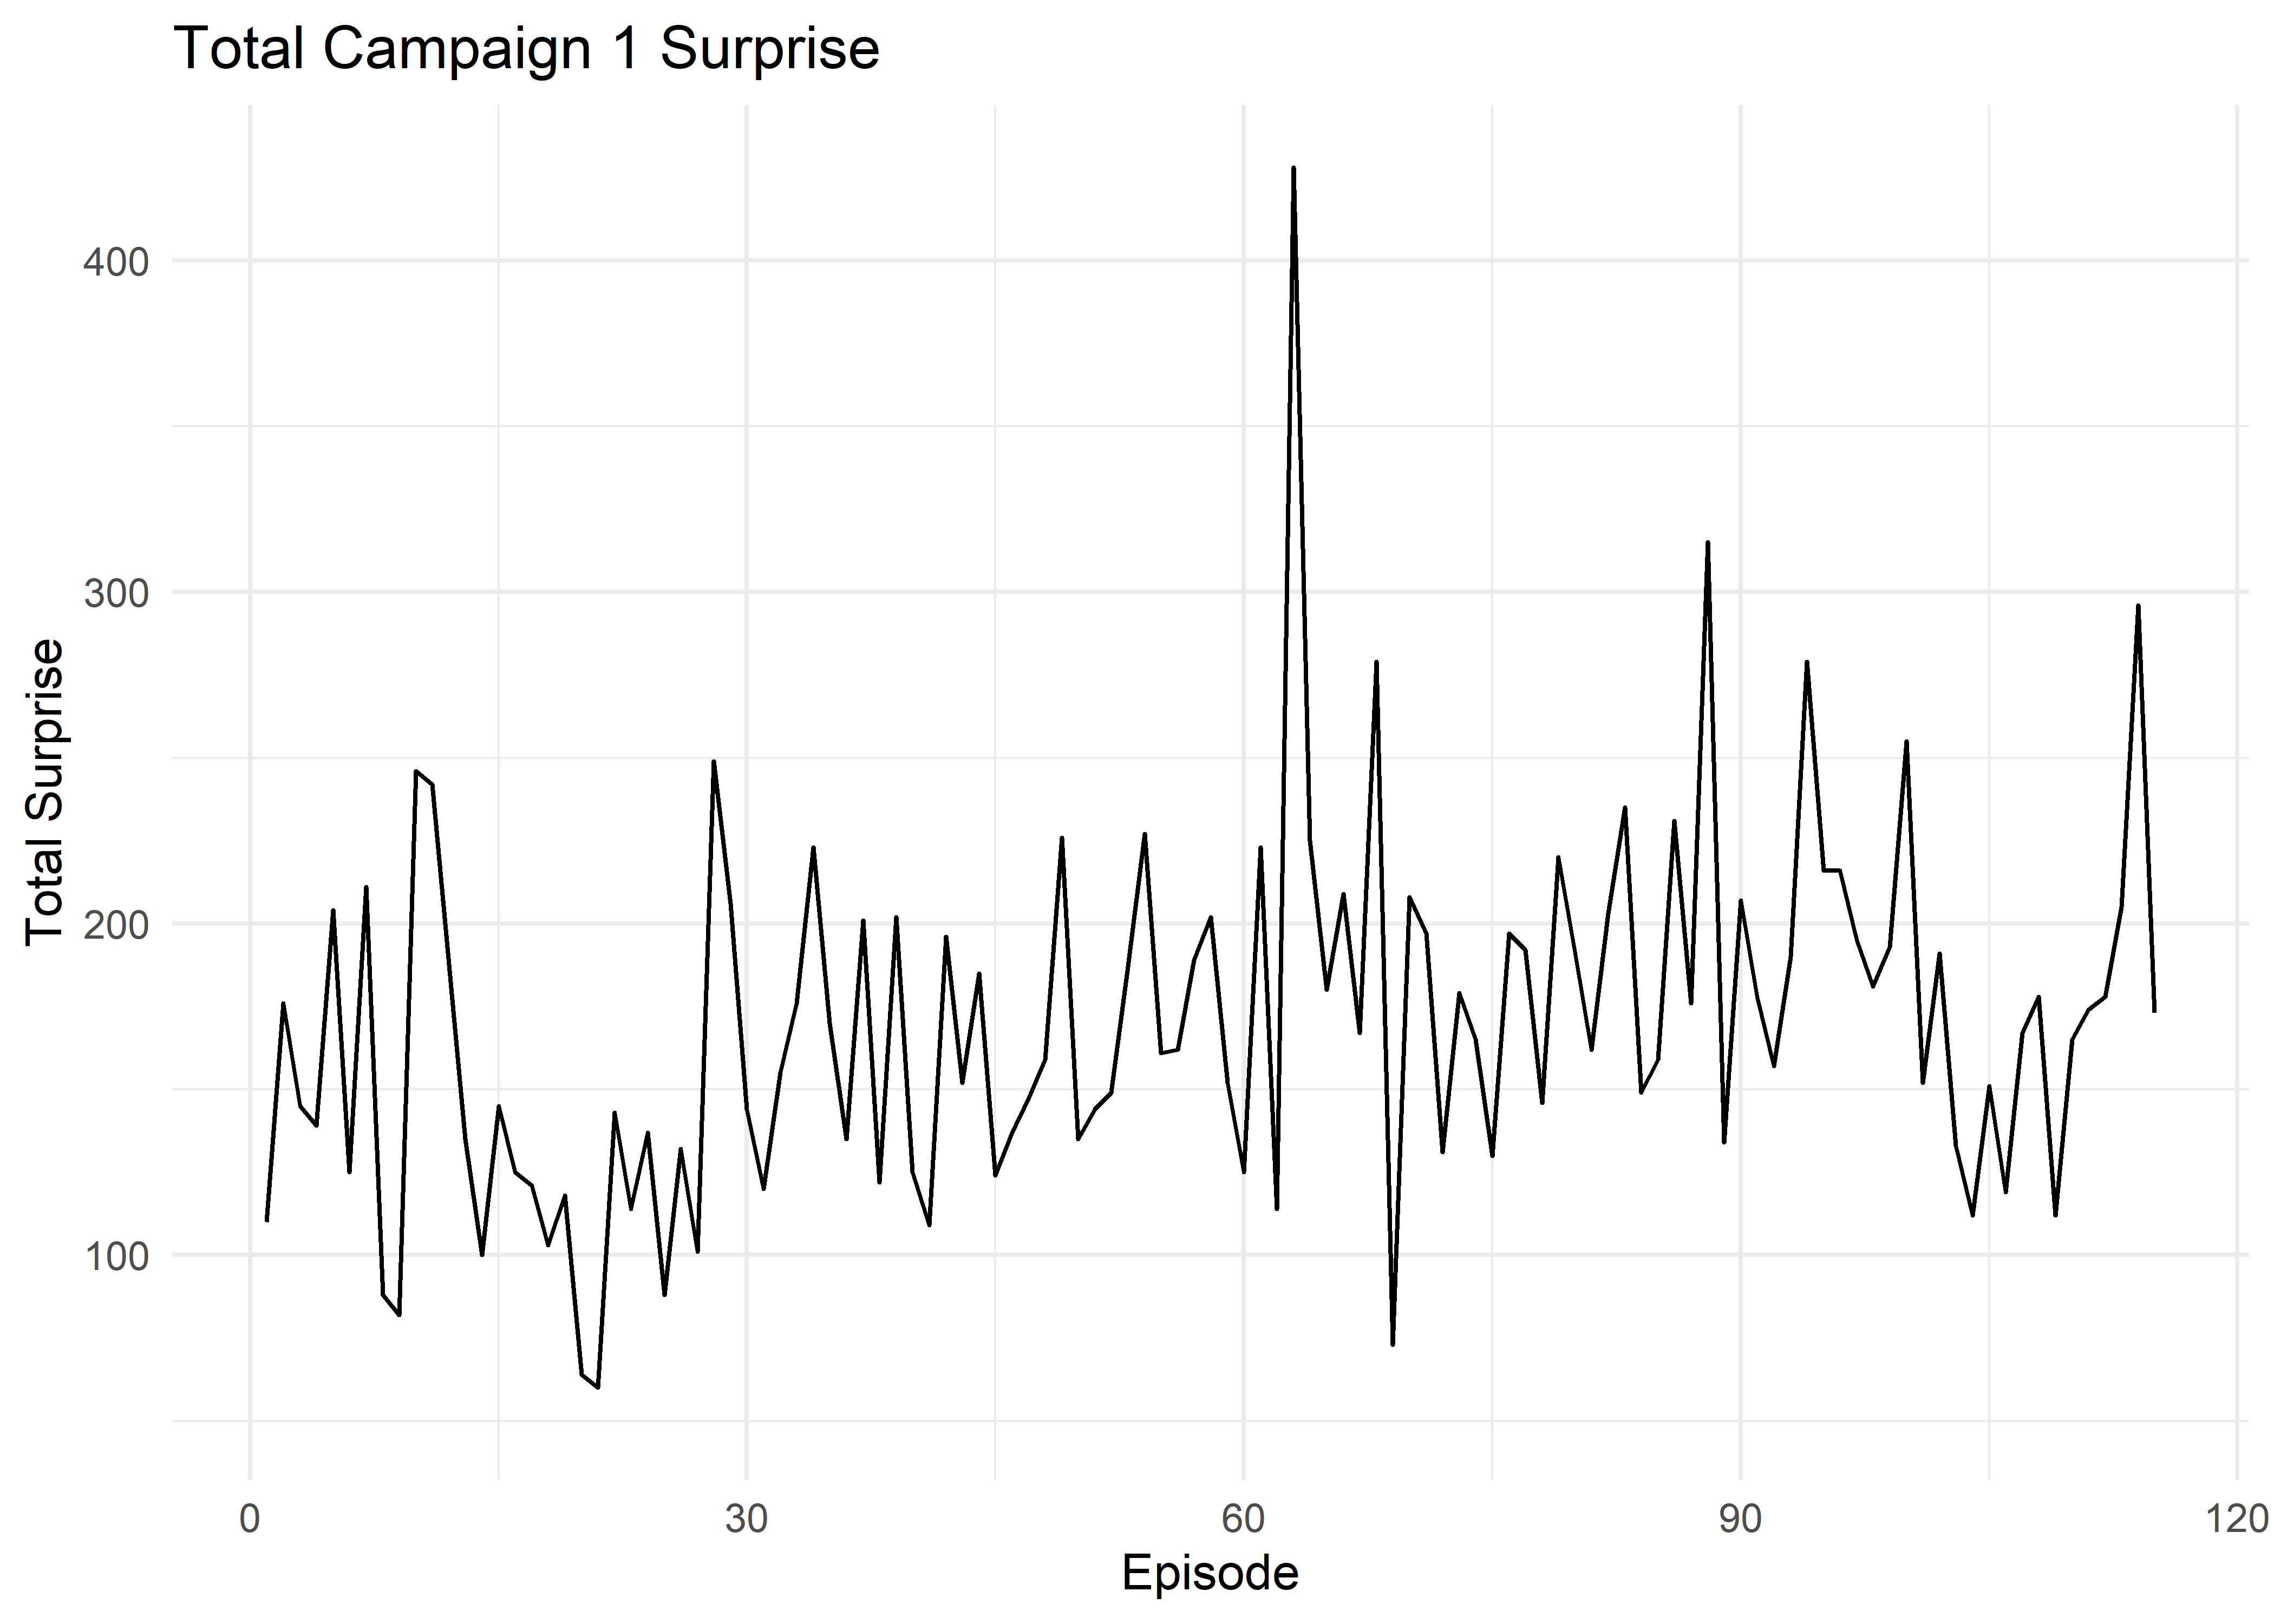 Total Campaign 1 Surprise
Total Surprise
400
300
200
100
0 30 60 90 120
Episode